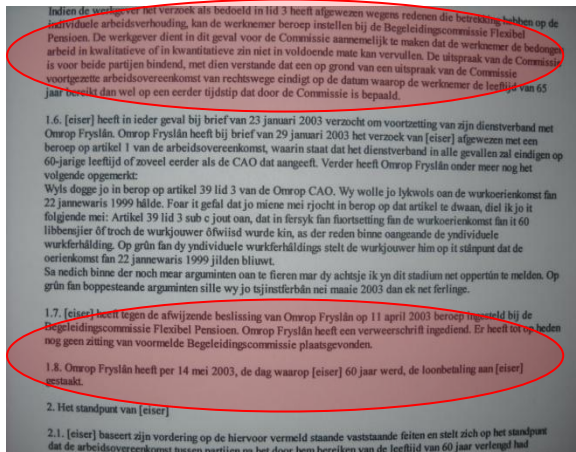 Indien de werkgever het verzoek als bedoeld in lid 3 heeft afgewezen wegens redenen die betrekking hebben op de
individuele arbeidsverhouding, kan de werknemer beroep instellen bij de Begeleidingscommissie Flexibel
Pensioen. De werkgever dient in dit geval voor de Commissie aannemelijk te maken dat de werknemer de bedongen
arbeid in kwalitatieve of in kwantitatieve zin niet in voldoende mate kan vervullen. De uitspraak van de Commissie
is voor beide partijen bindend, met dien verstande dat een op grond van een uitspraak van de Commissie
voortgezette arbeidsovereenkomst van rechtswege eindigt op de datum waarop de werknemer de leeftijd van 65
jaar bereikt dan wel op een eerder tijdstip dat door de Commissie is bepaald.
1.6. [eiser] heeft in ieder geval bij brief van 23 januari 2003 verzocht om voortzetting van zijn dienstverband met
Omrop Fryslân. Omrop Fryslân heeft bij brief van 29 januari 2003 het verzoek van [eiser] afgewezen met een
beroep op artikel 1 van de arbeidsovereenkomst, waarin staat dat het dienstverband in alle gevallen zal eindigen op
60-jarige leeftijd of zoveel eerder als de CAO dat aangeeft. Verder heeft Omrop Fryslân onder meer nog het
volgende opgemerkt:
Wyls dogge jo in berop op artikel 39 lid 3 van de Omrop CAO. Wy wolle jo lykwols oan de wurkoerienkomst fan
22 jannewaris 1999 hâlde. Foar it gefal dat jo miene mei rjocht in berop op dat artikel te dwaan, diel ik jo it
folgjende mei: Artikel 39 lid 3 sub c jout oan, dat in fersyk fan fuortsetting fan de wurkoerienkomst fan it 60
libbensjier ôf troch de wurkjouwer ôfwiisd wurde kin, as der reden binne oangeande de yndividuele
wurkferhâlding. Op grûn fan dy yndividuele wurkferhâldings stelt de wurkjouwer him op it stânpunt dat de
oerienkomst fan 22 jannewaris 1999 jilden bliuwt.
Sa nedich binne der noch mear arguminten oan te fieren mar dy achtsje ik yn dit stadium net oppertún te melden. Op
grûn fan boppesteande arguminten sille wy jo tsjinstferbân nei maaie 2003 dan ek net ferlinge.
1.7. [eiser] heeft tegen de afwijzende beslissing van Omrop Fryslân op 11 april 2003 beroep ingesteld bij de
Begeleidingscommissie Flexibel Pensioen. Omrop Fryslân heeft een verweerschrift ingediend. Er heeft tot op heden
nog geen zitting van voormelde Begeleidingscommissie plaatsgevonden.
1.8. Omrop Fryslân heeft per 14 mei 2003, de dag waarop [eiser] 60 jaar werd, de loonbetaling aan [eiser]
gestaakt.
2. Het standpunt van [eiser]
2.1. [eiser] baseert zijn vordering op de hiervoor vermeld staande vaststaande feiten en stelt zich op het standpunt
dat de arbeidsovereenkomst tussen partijen na het door hem bereiken van de leeftijd van 60 jaar verlengd had